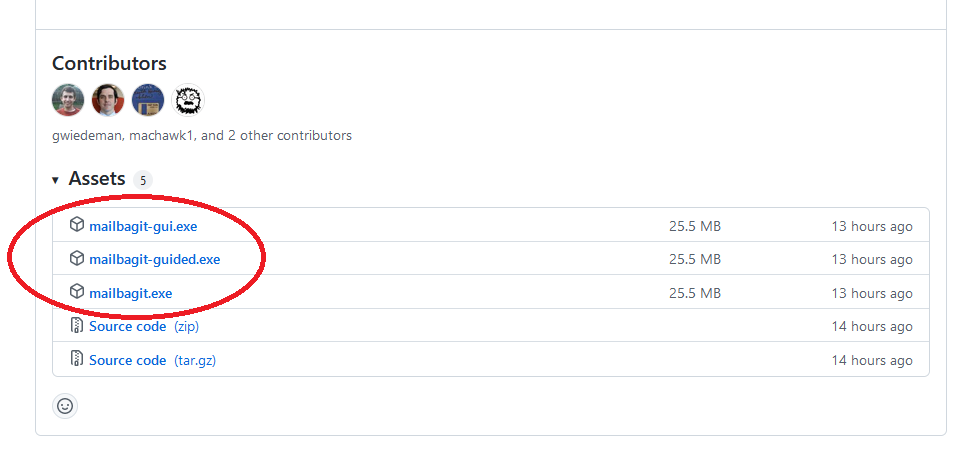 Contributors
gwiedeman, machawk1, and 2 other contributors
Assets 5
mailbagit-gui.exe 25.5 MB 13 hours ago
mailbagit-guided.exe 25.5 MB 13 hours ago
mailbagit.exe 25.5 MB 13 hours ago
Source code (zip) 14 hours ago
Source code (tar.gz) 14 hours ago